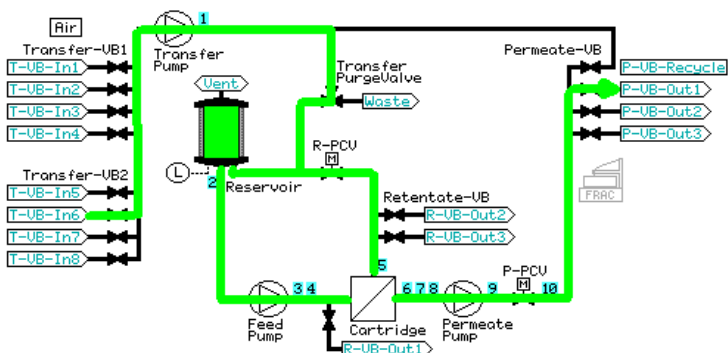 Air
1
Transfer-VB1
Transfer
Pump
Permeate-VB
T-VB-In1
T-VB-In2
T-VB-In3
T-VB-In4
Vent
Transfer
PurgeValve
Waste
P-VB-Recycle
P-VB-Out1
P-VB-Out2
P-VB-Out3
R-PCV
M
L
2
Reservoir
FRAC
Transfer-VB2
T-VB-In5
T-VB-In6
T-VB-In7
T-VB-In8
Retentate-VB
R-VB-Out2
R-VB-Out3
5
P-PCV
M
3 4
6 7 8
9
10
Feed
Pump
Cartridge
Permeate
Pump
R-VB-Out1